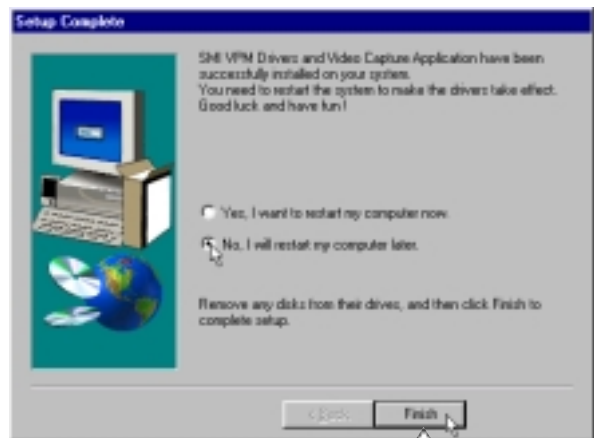 Setup Complete
SMI VPM Drivers and Video Capture Application have been
successfully installed on your system.
You need to restart the system to make the drivers take effect.
Good luck and have fun !
Yes, I want to restart my computer now.
No, I will restart my computer later.
Remove any disks from their drives, and then click Finish to
complete setup.
< Back
Finish